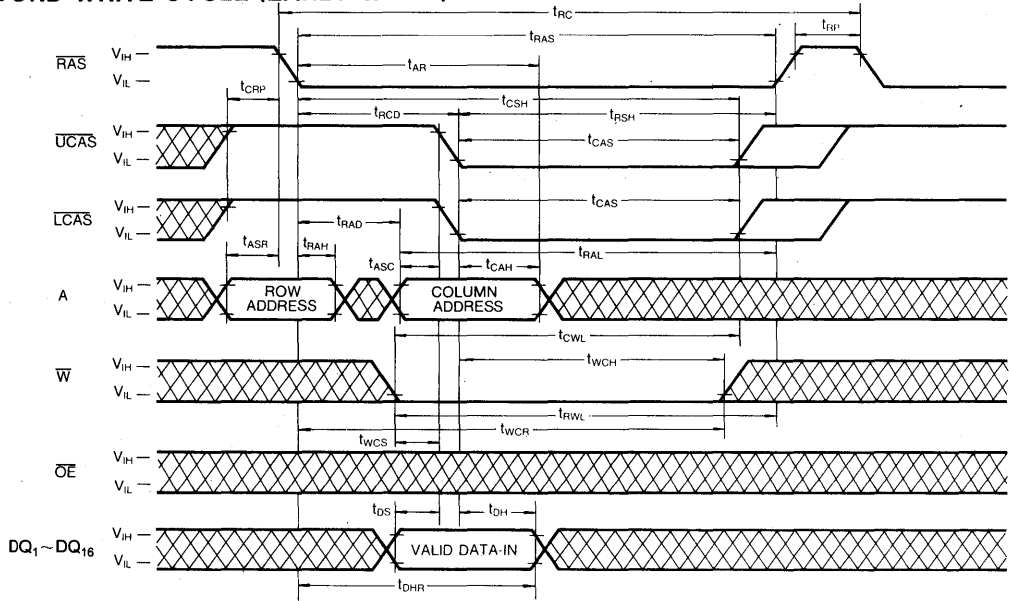 tRC
tRAS
tRP
RAS
VIH —
VIL —
tAR
tCRP
tCSH
tRCD
tRSH
UCAS
VIH —
VIL —
tCAS
LCAS
VIH —
VIL —
tCAS
tRAD
tRAL
tASR
tRAH
tASC
tCAH
A
VIH —
VIL —
ROW
ADDRESS
COLUMN
ADDRESS
tCWL
W
VIH —
VIL —
tWCH
tRWL
tWCR
tWCS
OE
VIH —
VIL —
tDS
tDH
DQ1~DQ16
VIH —
VIL —
VALID DATA-IN
tDHR